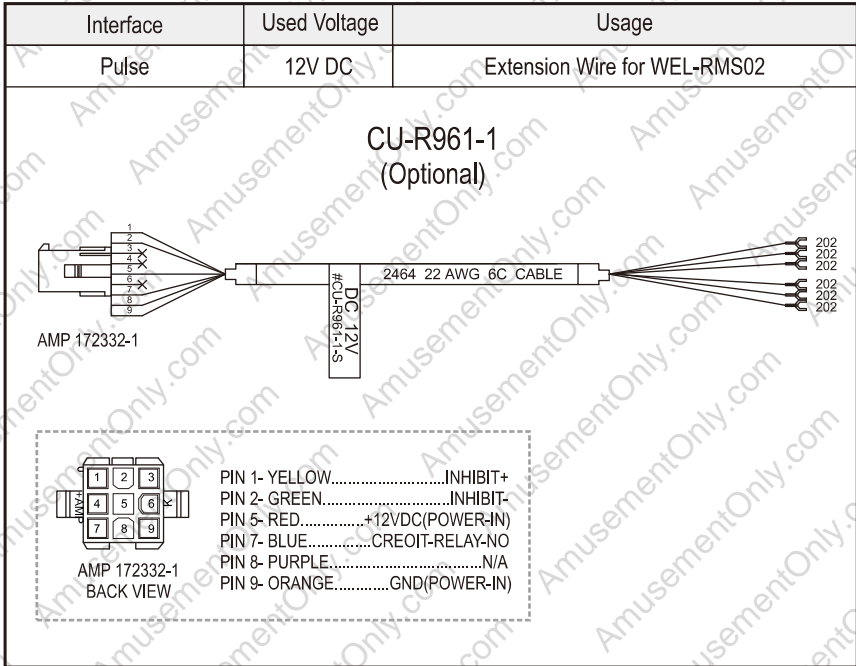 Interface Used Voltage Usage
Pulse 12V DC Extension Wire for WEL-RMS02
CU-R961-1
(Optional)
1
2
3
4
5
6
7
8
9
AMP 172332-1
DC 12V
#CU-R961-1-S
2464 22 AWG 6C CABLE
202
202
202
202
202
202
1 2 3
4 5 6
7 8 9
+AMP
K
AMP 172332-1
BACK VIEW
PIN 1- YELLOW........................INHIBIT+
PIN 2- GREEN.........................INHIBIT-
PIN 5- RED............+12VDC(POWER-IN)
PIN 7- BLUE............CREOIT-RELAY-NO
PIN 8- PURPLE.............................N/A
PIN 9- ORANGE..........GND(POWER-IN)
AmusementOnly.com